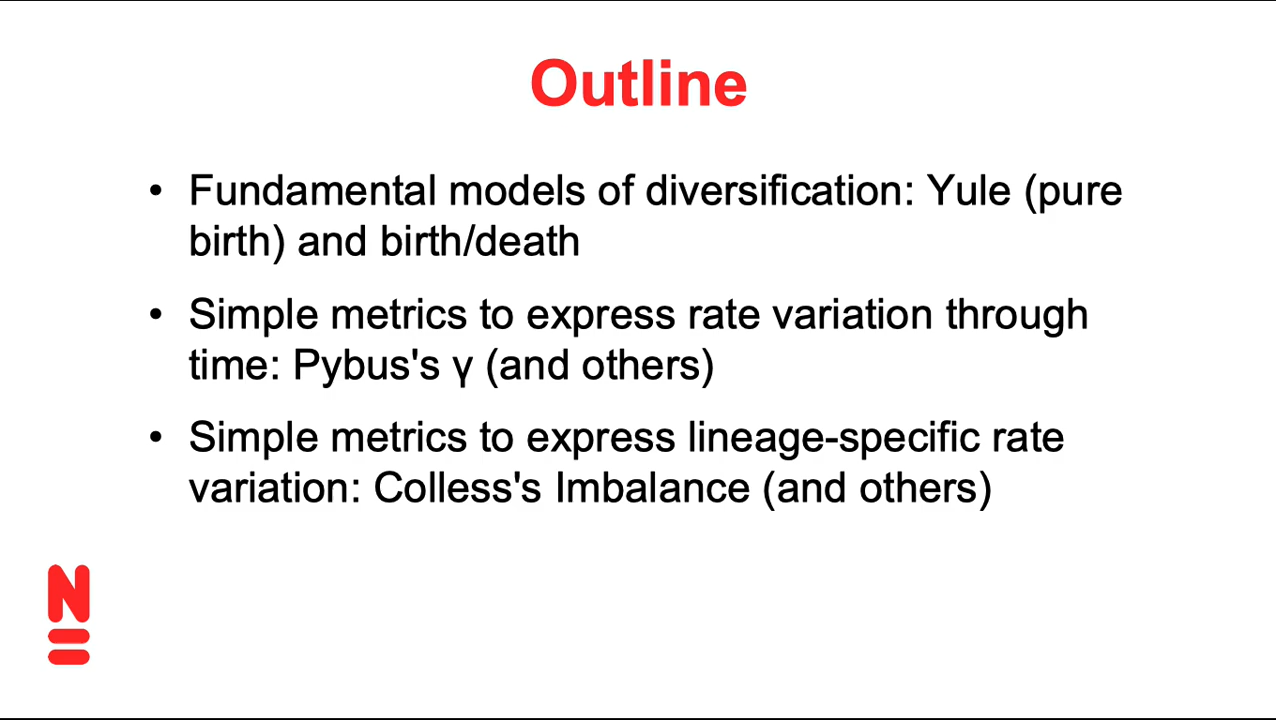 Outline
• Fundamental models of diversification: Yule (pure
birth) and birth/death
• Simple metrics to express rate variation through
time: Pybus's γ (and others)
• Simple metrics to express lineage-specific rate
variation: Colless's Imbalance (and others)
N